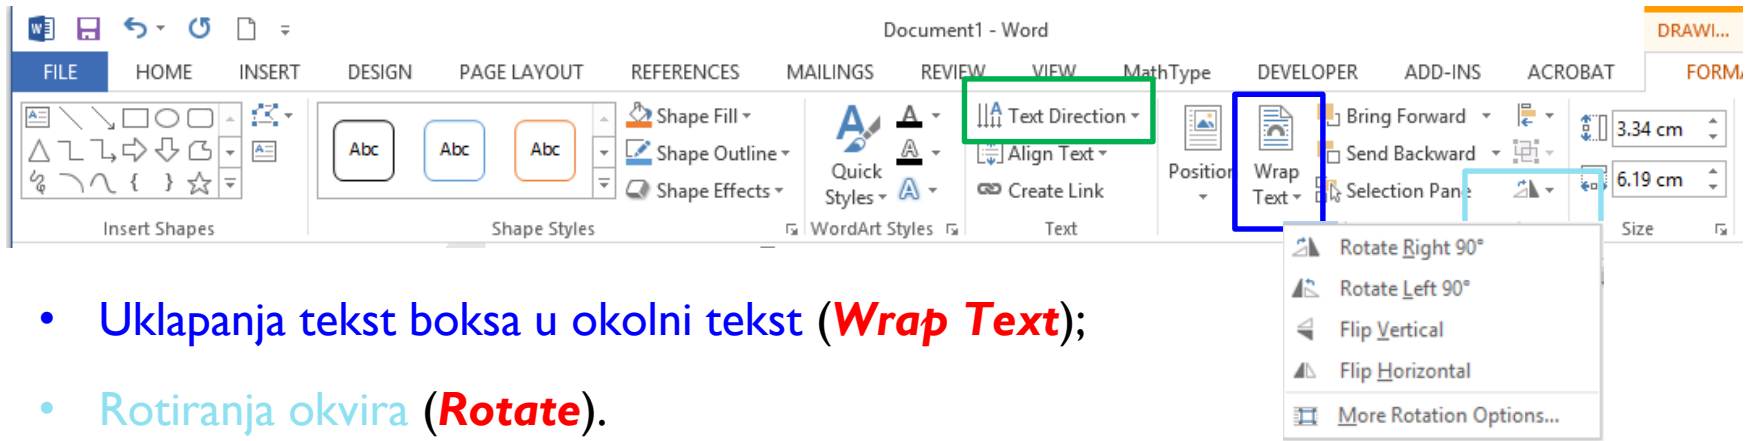 Document1 - Word
DRAWI...
FILE HOME INSERT DESIGN PAGE LAYOUT REFERENCES MAILINGS REVIEW VIEW MathType DEVELOPER ADD-INS ACROBAT FORMA
Abc Abc Abc
Shape Fill
Shape Outline
Shape Effects
Quick
Styles
A
A
A
Text Direction
Align Text
Create Link
Position
Wrap
Text
Bring Forward
Send Backward
Selection Pane
3.34 cm
6.19 cm
Insert Shapes Shape Styles WordArt Styles Text Size
Rotate Right 90°
Rotate Left 90°
Flip Vertical
Flip Horizontal
More Rotation Options...
• Uklapanja tekst boksa u okolni tekst (Wrap Text);
• Rotiranja okvira (Rotate).